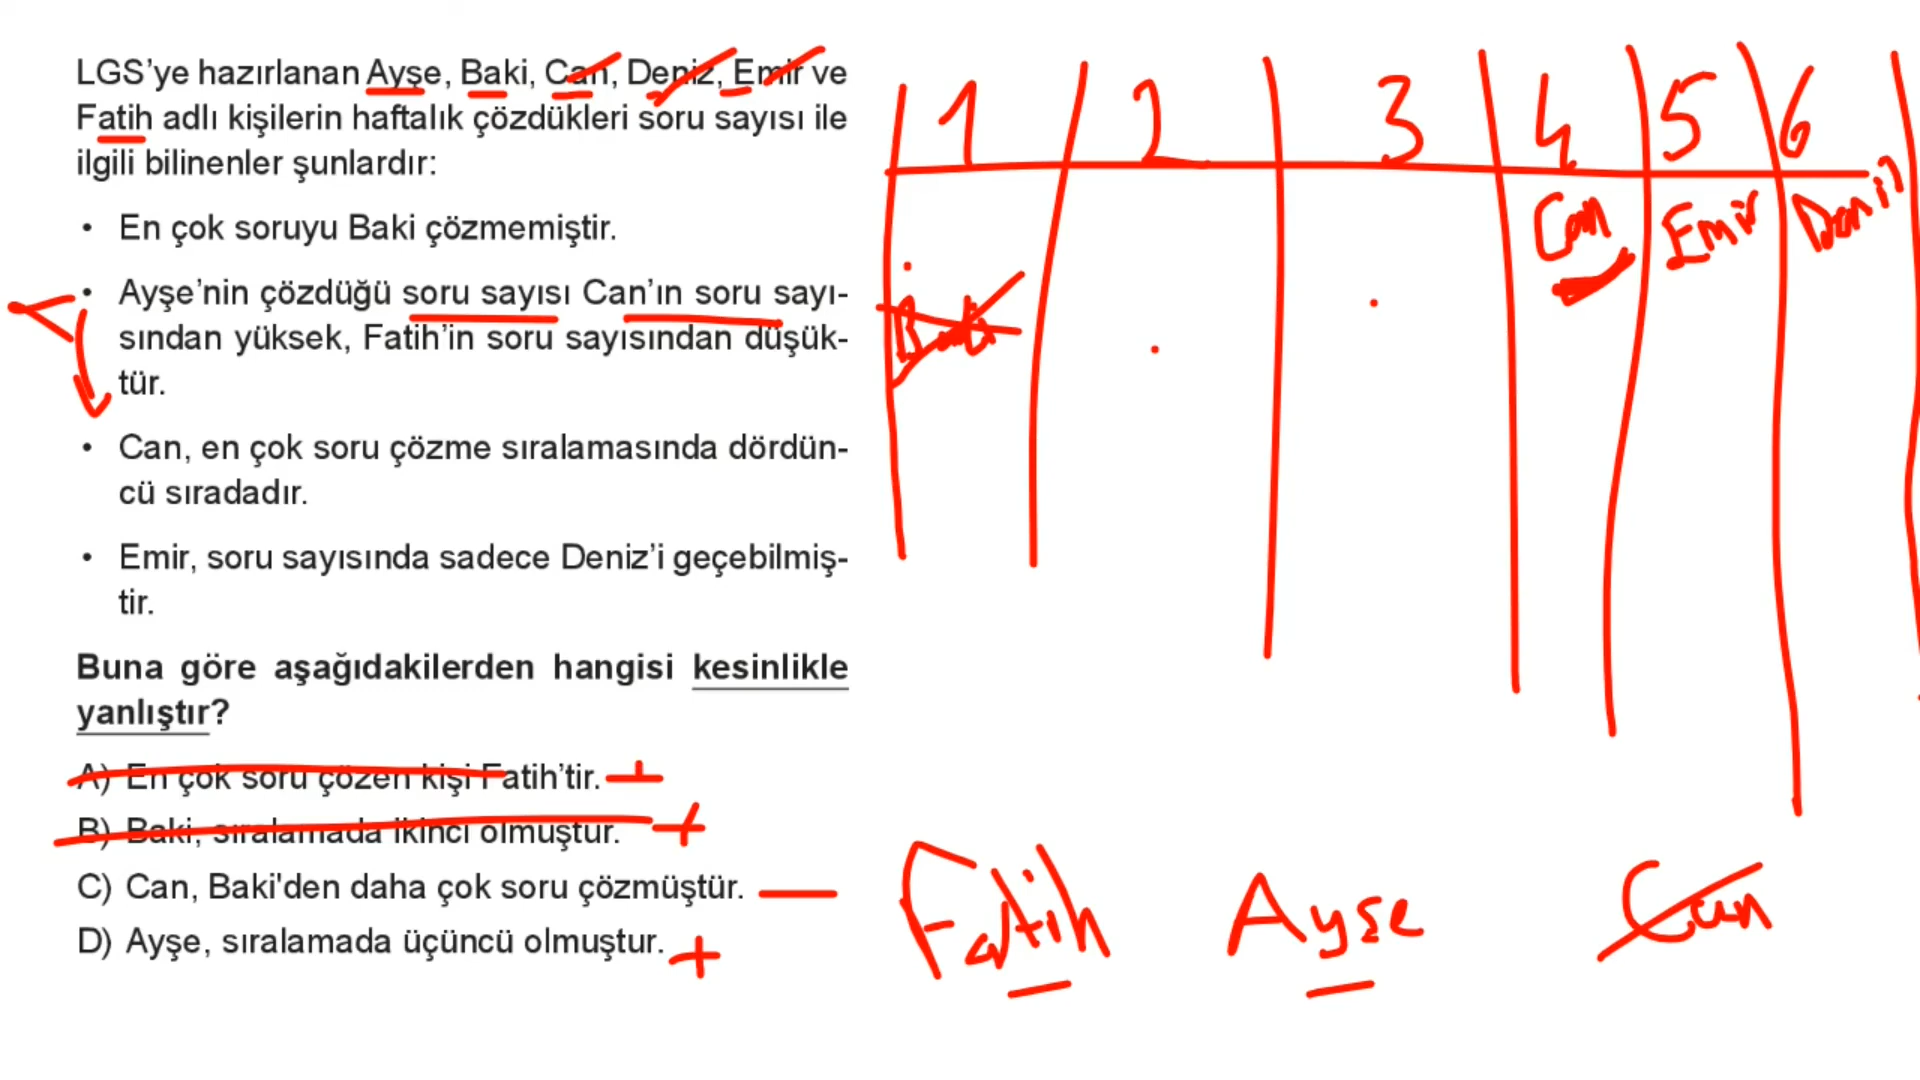 LGS’ye hazırlanan Ayşe, Baki, Can, Deniz, Emir ve
Fatih adlı kişilerin haftalık çözdükleri soru sayısı ile
ilgili bilinenler şunlardır:
• En çok soruyu Baki çözmemiştir.
• Ayşe’nin çözdüğü soru sayısı Can’ın soru sayı-
sından yüksek, Fatih’in soru sayısından düşük-
tür.
• Can, en çok soru çözme sıralamasında dördün-
cü sıradadır.
• Emir, soru sayısında sadece Deniz’i geçebilmiş-
tir.
Buna göre aşağıdakilerden hangisi kesinlikle
yanlıştır?
A) En çok soru çözen kişi Fatih’tir.
B) Baki, sıralamada ikinci olmuştur.
C) Can, Baki'den daha çok soru çözmüştür.
D) Ayşe, sıralamada üçüncü olmuştur.
1 2 3 4 5 6
Can Emir Deniz
Baki
Fatih Ayşe Can